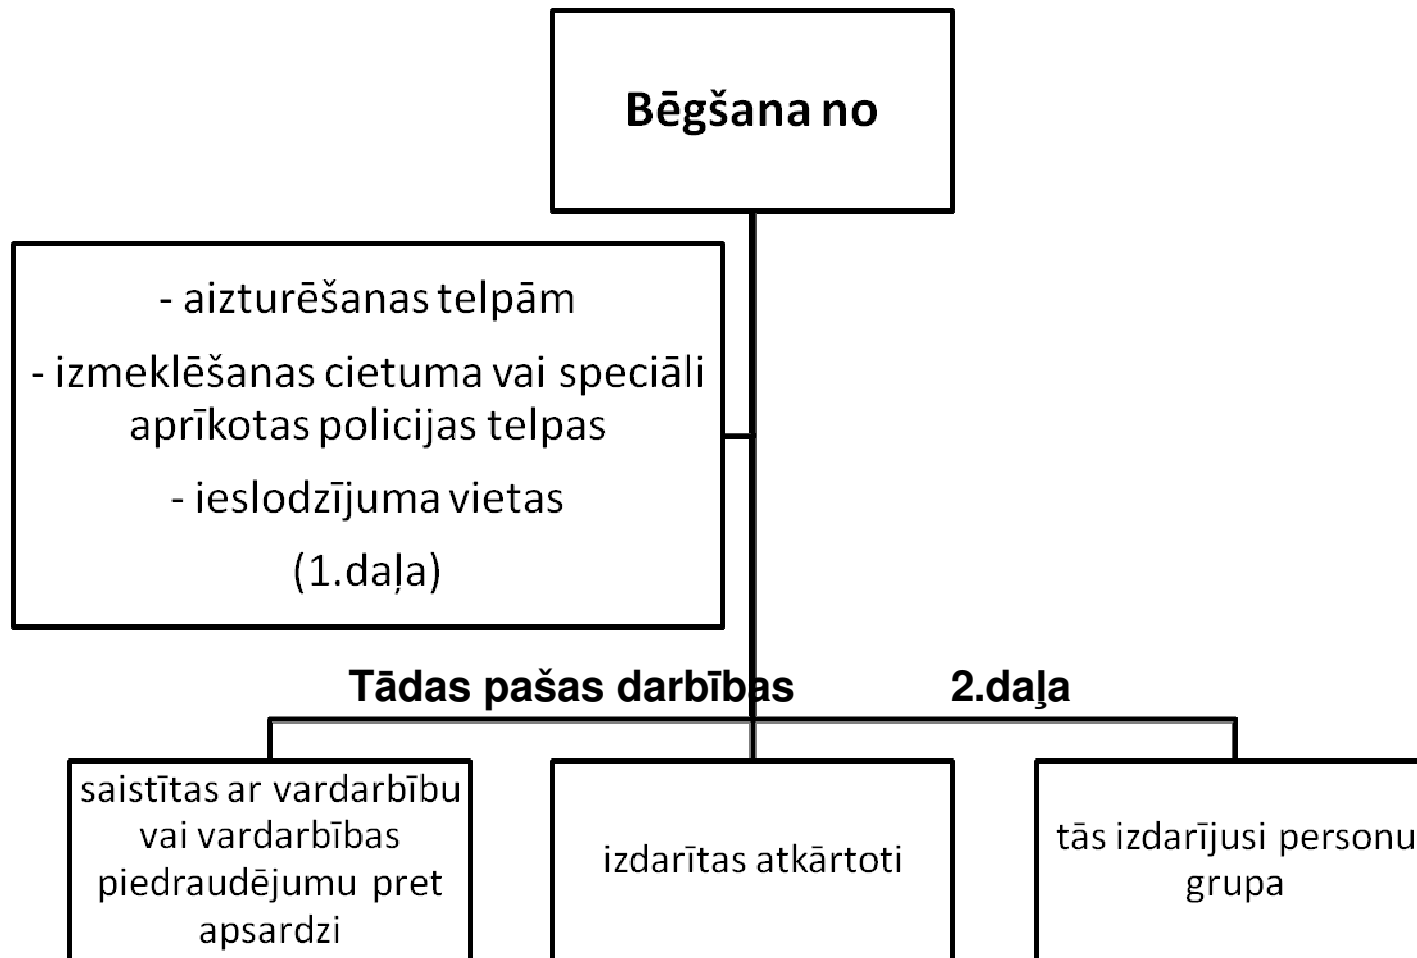 Bēgšana no
- aizturēšanas telpām
- izmeklēšanas cietuma vai speciāli
aprīkotas policijas telpas
- ieslodzījuma vietas
(1.daļa)
Tādas pašas darbības 2.daļa
saistītas ar vardarbību
vai vardarbības
piedraudējumu pret
apsardzi
izdarītas atkārtoti
tās izdarījusi personu
grupa